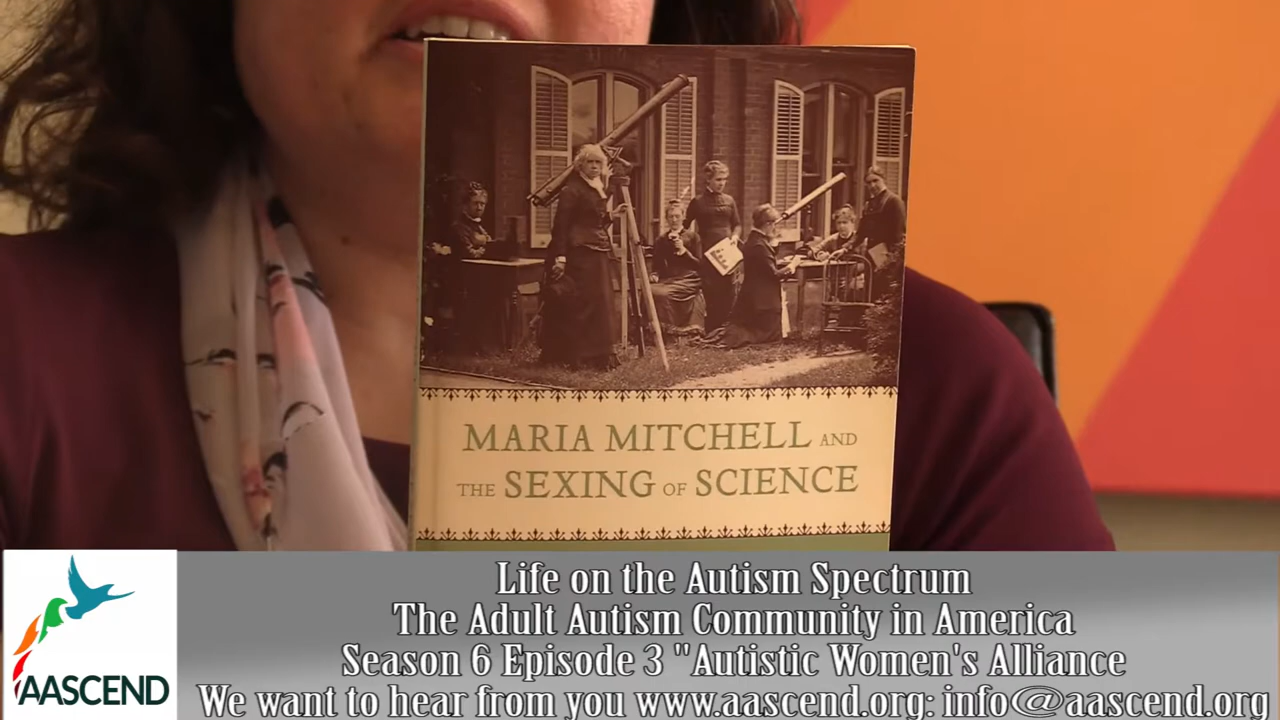 MARIA MITCHELL AND
THE SEXING OF SCIENCE
Life on the Autism Spectrum
The Adult Autism Community in America
Season 6 Episode 3 "Autistic Women's Alliance
We want to hear from you www.aascend.org: info@aascend.org
AASCEND